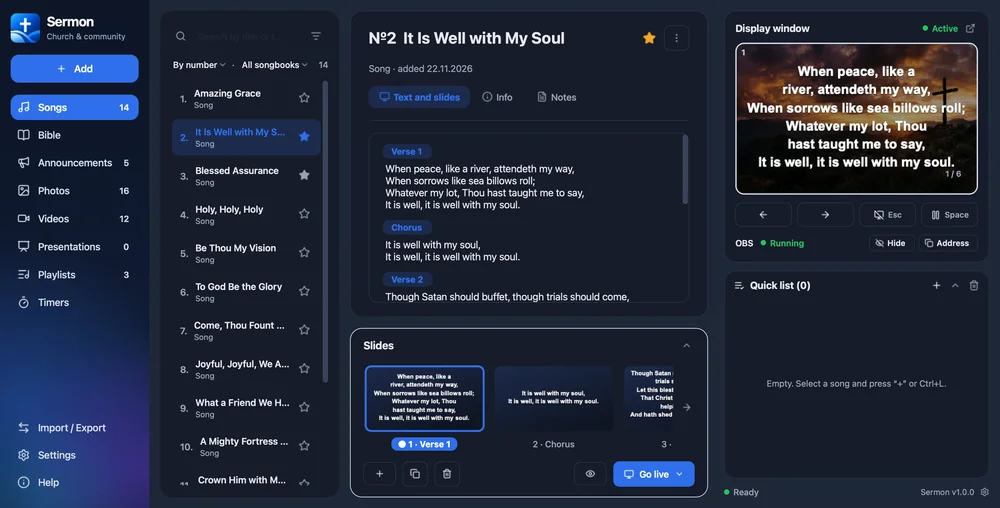 Sermon
Church & community
+ Add
Songs 14
Bible
Announcements 5
Photos 16
Videos 12
Presentations 0
Playlists 3
Timers
Import / Export
Settings
Help
By number · All songbooks 14
1. Amazing Grace
Song
2. It Is Well with My S...
Song
3. Blessed Assurance
Song
4. Holy, Holy, Holy
Song
5. Be Thou My Vision
Song
6. To God Be the Glory
Song
7. Come, Thou Fount ...
Song
8. Joyful, Joyful, We A...
Song
9. What a Friend We H...
Song
10. A Mighty Fortress ...
Song
Crown Him with M...
Song
№2 It Is Well with My Soul
Song · added 22.11.2026
Text and slides
Info
Notes
Verse 1
When peace, like a river, attendeth my way,
When sorrows like sea billows roll;
Whatever my lot, Thou hast taught me to say,
It is well, it is well with my soul.
Chorus
It is well with my soul,
It is well, it is well with my soul.
Verse 2
Though Satan should buffet, though trials should come,
Slides
When peace, like a
river, attendeth my way,
When sorrows like sea billows roll;
Whatever my lot, Thou
hast taught me to say,
It is well, it is well with my soul.
1 · Verse 1
It is well with my soul,
It is well, it is well with my soul.
2 · Chorus
Though Satan
trials s
Let this blest
That Christ
help
And hath shed
3 ·
Go live
Display window
Active
1
When peace, like a
river, attendeth my way,
When sorrows like sea billows roll;
Whatever my lot, Thou
hast taught me to say,
It is well, it is well with my soul.
1 / 6
Esc
Space
OBS Running
Hide
Address
Quick list (0)
Empty. Select a song and press "+" or Ctrl+L.
Ready
Sermon v1.0.0